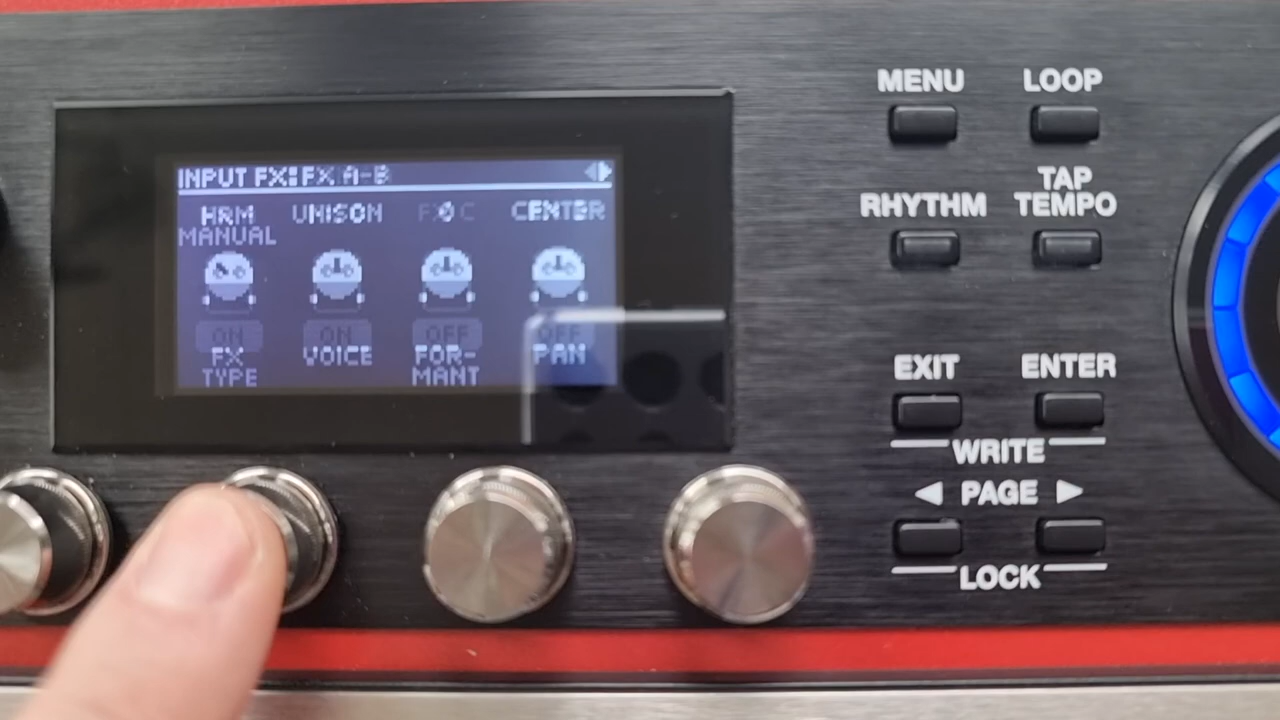 INPUT FX: FX A-B
HRM MANUAL
UNISON
CENTER
ON
ON
OFF
OFF
FX TYPE
VOICE
FOR-MANT
PAN
MENU
LOOP
RHYTHM
TAP TEMPO
EXIT
ENTER
WRITE
◀ PAGE ▶
LOCK